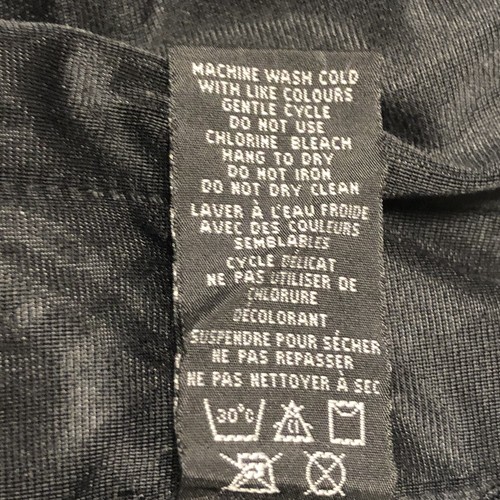 MACHINE WASH COLD
WITH LIKE COLOURS
GENTLE CYCLE
DO NOT USE
CHLORINE BLEACH
HANG TO DRY
DO NOT IRON
DO NOT DRY CLEAN
LAVER À L'EAU FROIDE
AVEC DES COULEURS
SEMBLABLES
CYCLE DÉLICAT
NE PAS UTILISER DE
CHLORURE
DÉCOLORANT
SUSPENDRE POUR SÉCHER
NE PAS REPASSER
NE PAS NETTOYER À SEC
30°C Cl